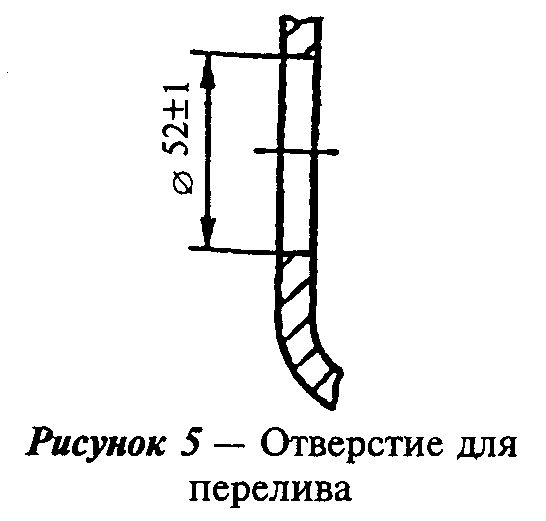 ⌀ 52±1
Рисунок 5 — Отверстие для
перелива